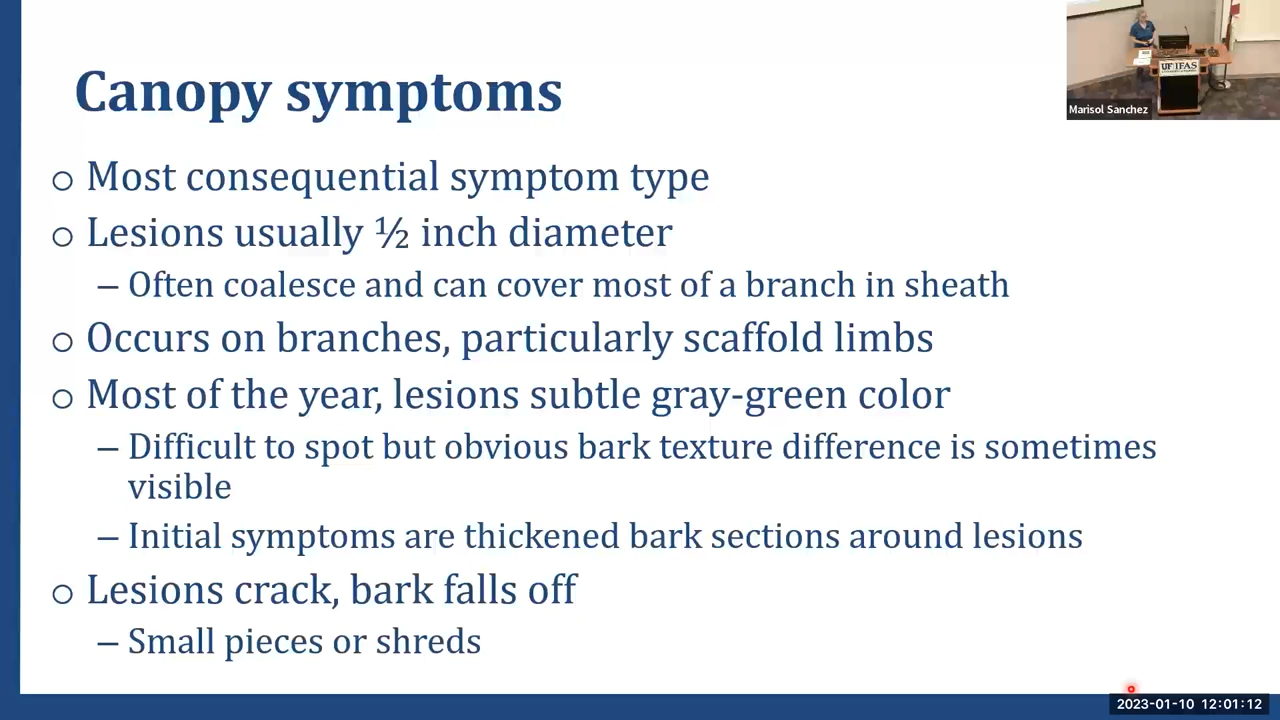 Canopy symptoms
Marisol Sanchez
UF IFAS
o Most consequential symptom type
o Lesions usually ½ inch diameter
– Often coalesce and can cover most of a branch in sheath
o Occurs on branches, particularly scaffold limbs
o Most of the year, lesions subtle gray-green color
– Difficult to spot but obvious bark texture difference is sometimes
visible
– Initial symptoms are thickened bark sections around lesions
o Lesions crack, bark falls off
– Small pieces or shreds
2023-01-10 12:01:12